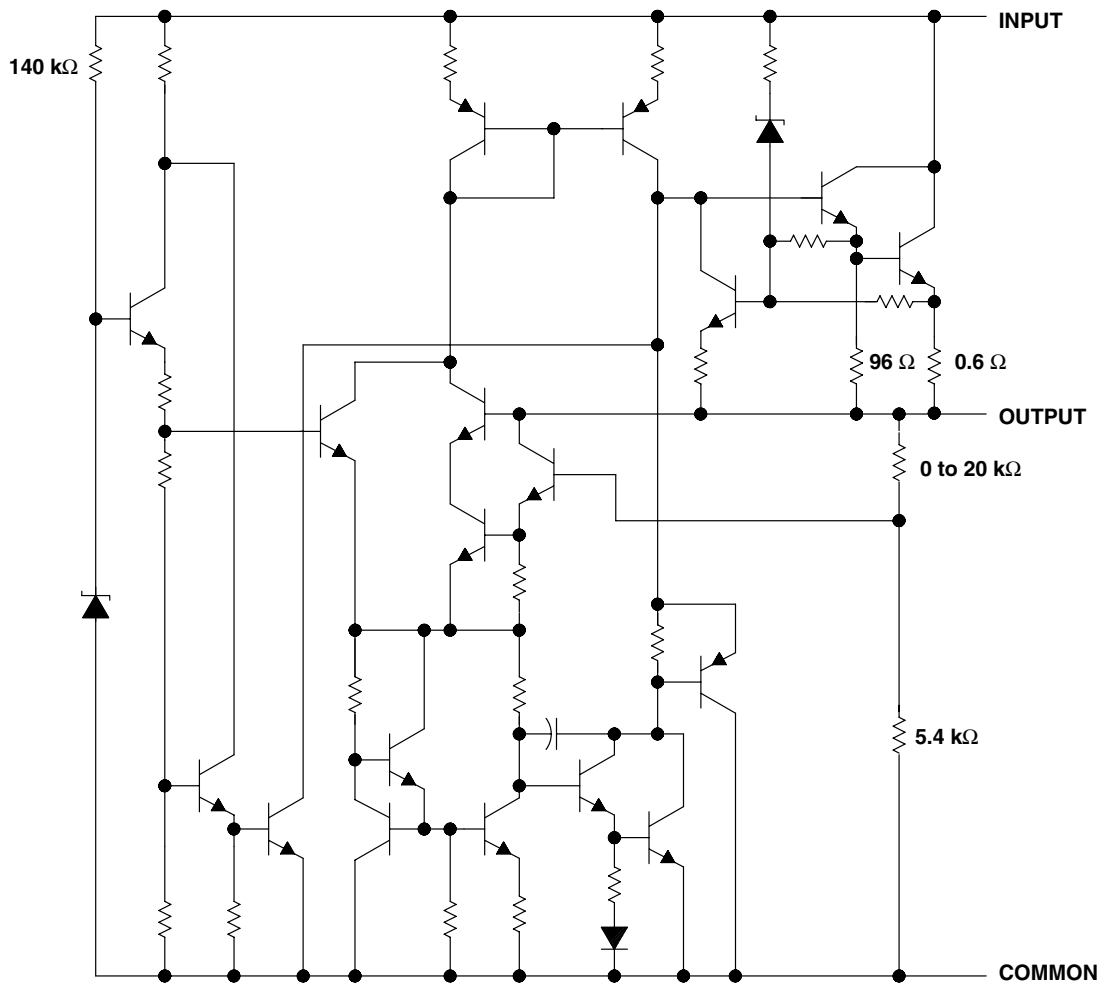 INPUT
140 kΩ
96 Ω
0.6 Ω
OUTPUT
0 to 20 kΩ
5.4 kΩ
COMMON